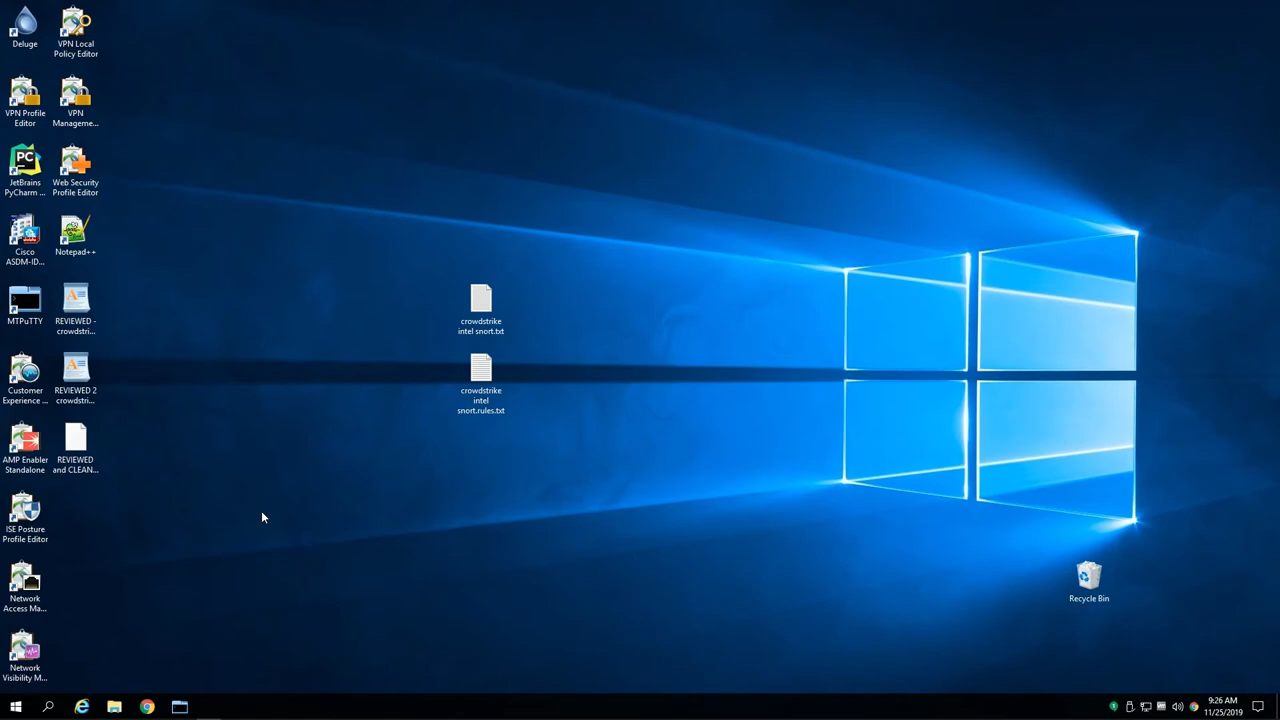 Deluge
VPN Local
Policy Editor
VPN Profile
Editor
VPN
Manageme...
JetBrains
PyCharm ...
Web Security
Profile Editor
Cisco
ASDM-ID...
Notepad++
MTPuTTY
REVIEWED -
crowdstri...
Customer
Experience ...
REVIEWED 2
crowdstri...
AMP Enabler
Standalone
REVIEWED
and CLEAN...
ISE Posture
Profile Editor
Network
Access Ma...
Network
Visibility M...
crowdstrike
intel snort.txt
crowdstrike
intel
snort.rules.txt
Recycle Bin
9:26 AM
11/25/2019